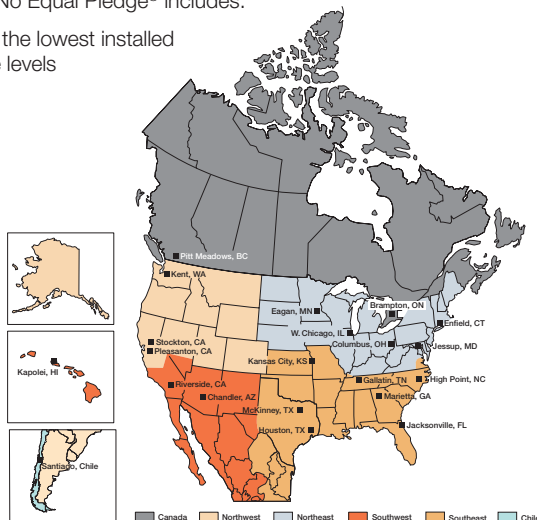 No Equal Pledge® includes:
the lowest installed
levels
Pitt Meadows, BC
Kent, WA
Eagan, MN
Brampton, ON
W. Chicago, IL
Enfield, CT
Stockton, CA
Pleasanton, CA
Columbus, OH
Jessup, MD
Kansas City, KS
Kapolei, HI
Riverside, CA
Gallatin, TN
High Point, NC
Chandler, AZ
Marietta, GA
McKinney, TX
Houston, TX
Jacksonville, FL
Santiago, Chile
Canada
Northwest
Northeast
Southwest
Southeast
Chile